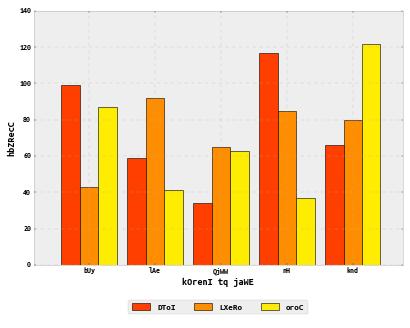 140
120
100
80
60
40
20
0
hbZRecC
bUy lAe QjWW nH knd
kOrenI tq jaWE
DToI LXeRo oroC